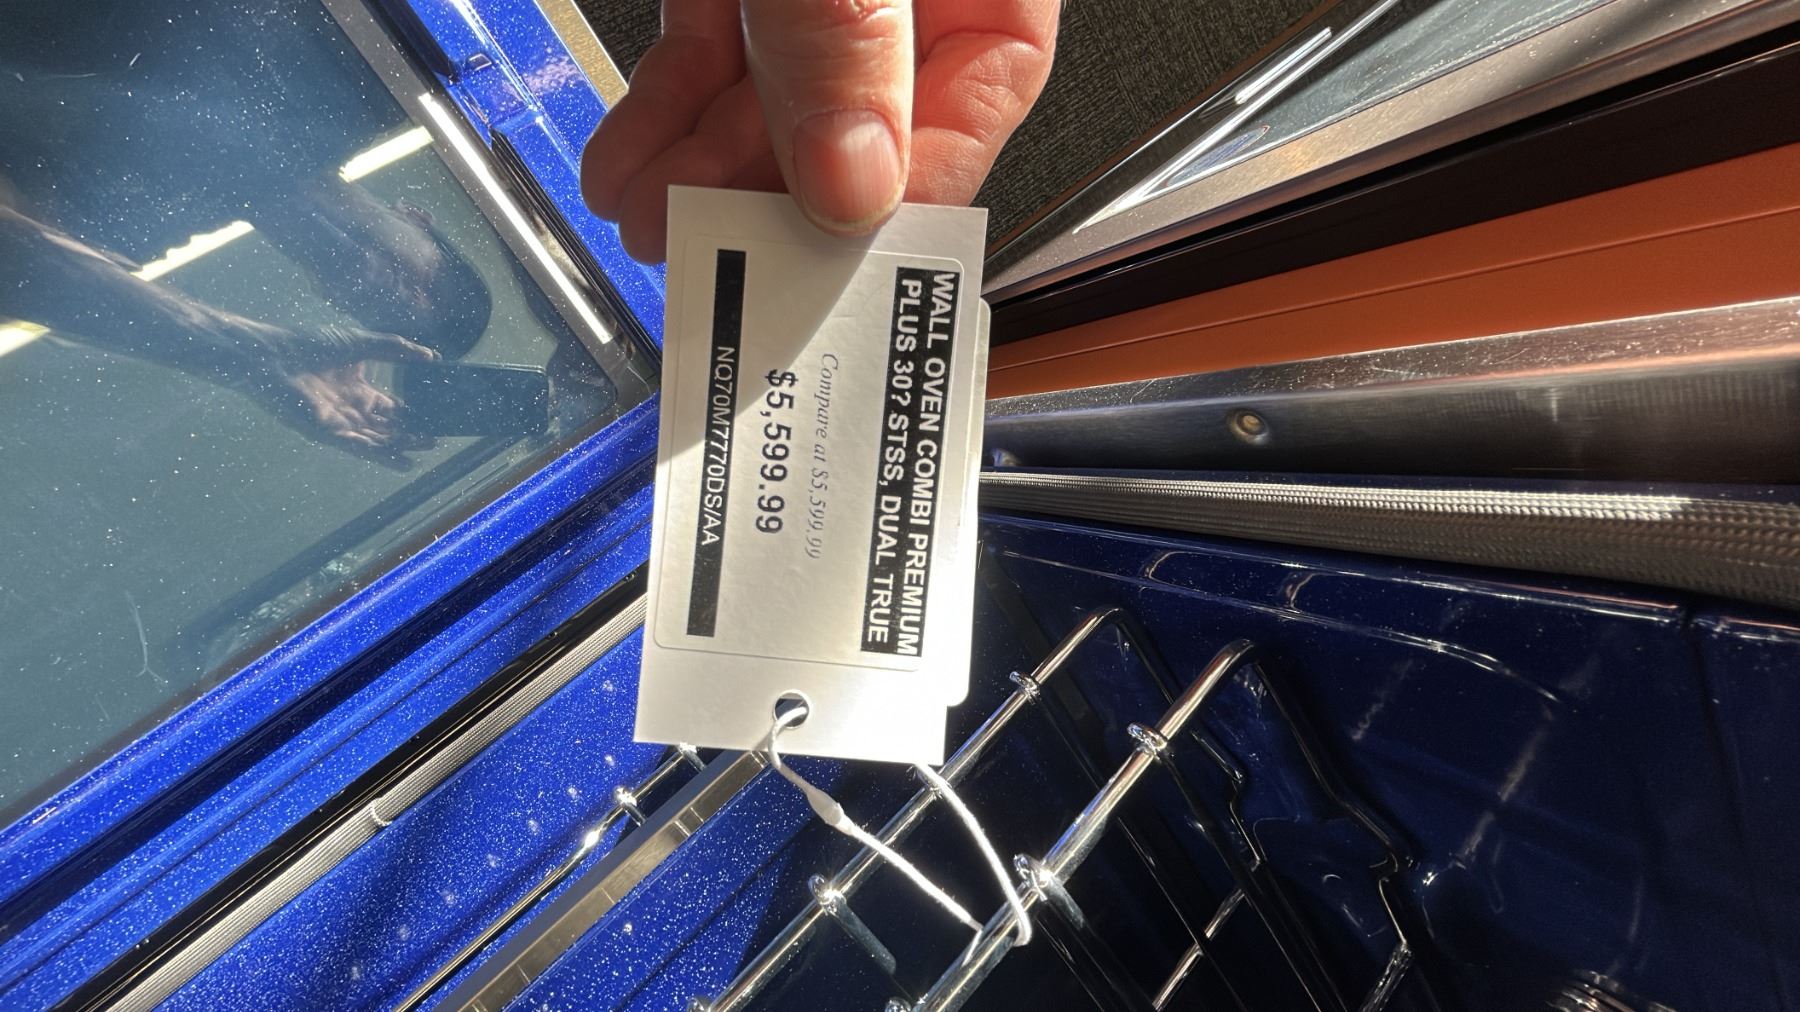 WALL OVEN COMBI PREMIUM
PLUS 30? STSS, DUAL TRUE
Compare at $5,599.99
$5,599.99
NQ70M7770DS/AA